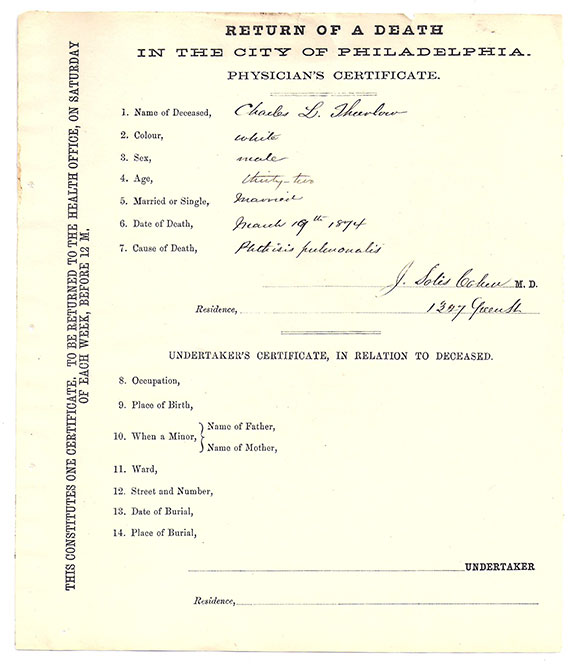 RETURN OF A DEATH
IN THE CITY OF PHILADELPHIA.
PHYSICIAN'S CERTIFICATE.
1. Name of Deceased, Charles L. Thurlow
2. Colour, white
3. Sex, male
4. Age, thirty-two
5. Married or Single, Married
6. Date of Death, March 19th 1874
7. Cause of Death, Phthisis pulmonalis
J. Solis Cohen M. D.
Residence, 1327 Green St
UNDERTAKER'S CERTIFICATE, IN RELATION TO DECEASED.
8. Occupation,
9. Place of Birth,
10. When a Minor, { Name of Father,
Name of Mother,
11. Ward,
12. Street and Number,
13. Date of Burial,
14. Place of Burial,
UNDERTAKER
Residence,
THIS CONSTITUTES ONE CERTIFICATE. TO BE RETURNED TO THE HEALTH OFFICE, ON SATURDAY
OF EACH WEEK, BEFORE 12 M.